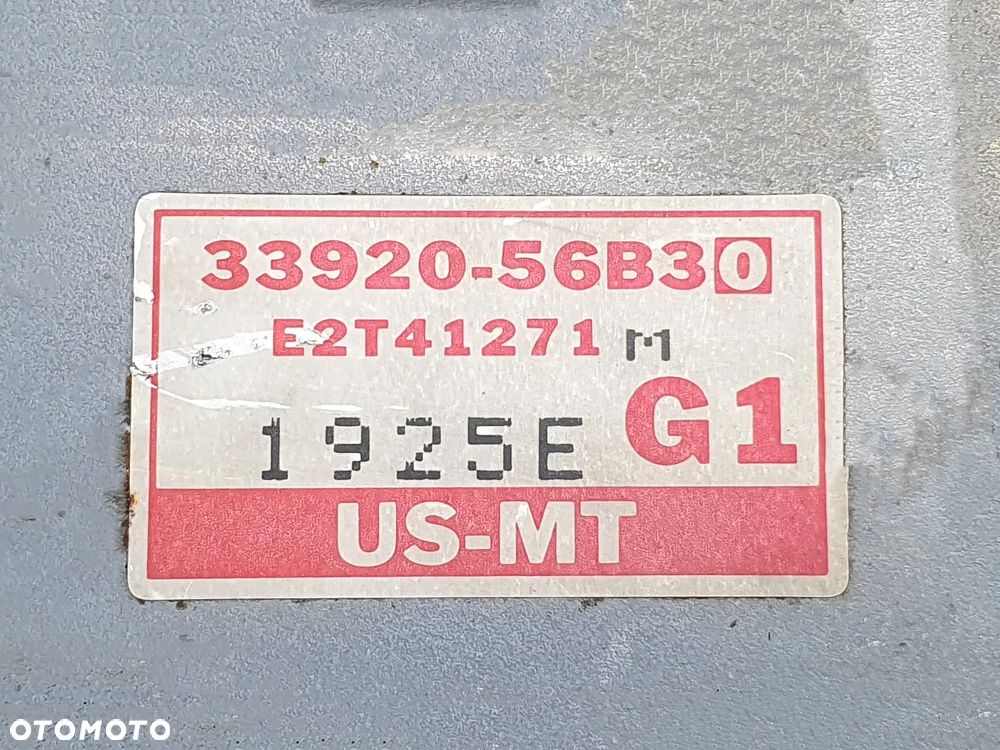 33920-56B30
E2T41271 M
1925E G1
US-MT
OTOMOTO